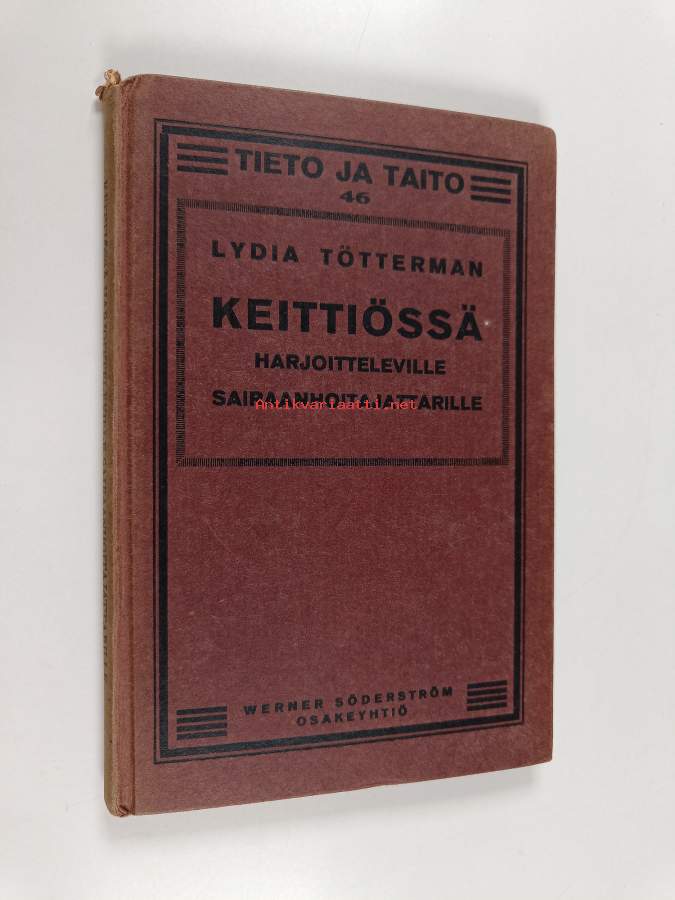 TIETO JA TAITO
46
LYDIA TÖTTERMAN
KEITTIÖSSÄ
HARJOITTELEVILLE
SAIRAANHOITAJATTARILLE
Antikvariaatti.net
WERNER SÖDERSTRÖM
OSAKEYHTIÖ